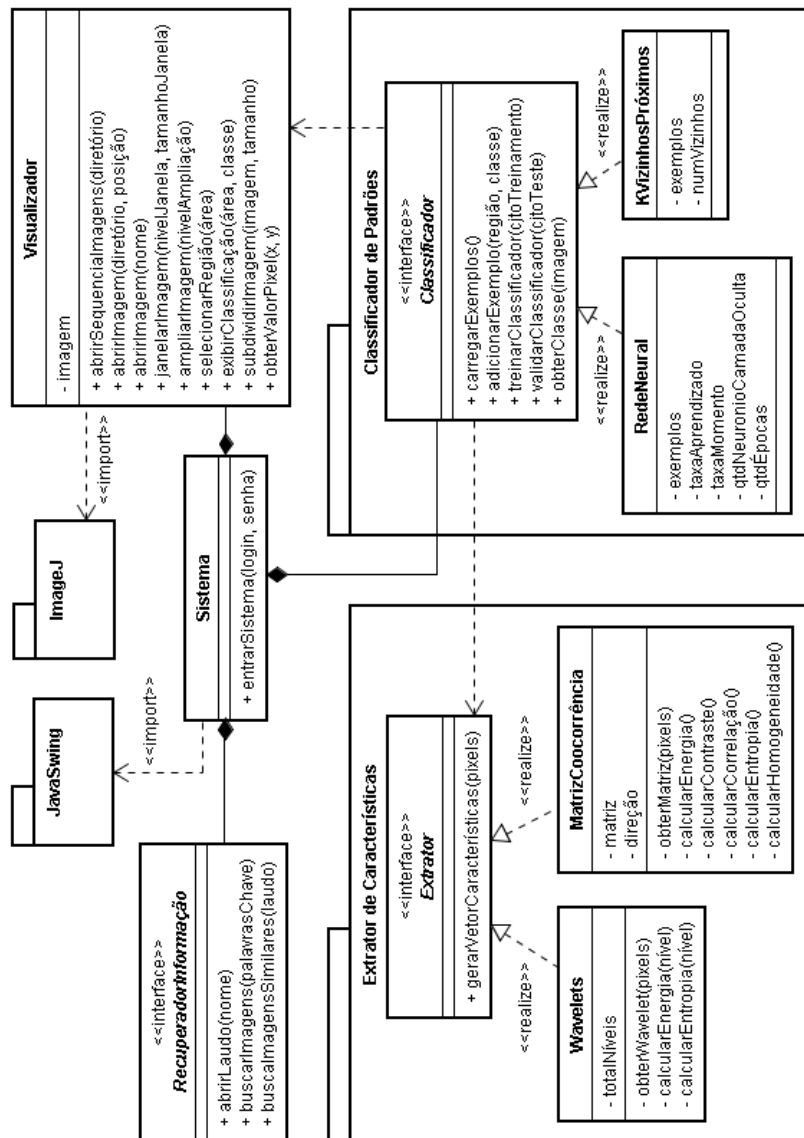 JavaSwing
ImageJ
<<import>>
<<import>>
<<interface>>
RecuperadorInformação
+ abrirLaudo(nome)
+ buscarImagens(palavrasChave)
+ buscaImagensSimilares(laudo)
Sistema
+ entrarSistema(login, senha)
Visualizador
- imagem
+ abrirSequenciaImagens(diretório)
+ abrirImagem(diretório, posição)
+ abrirImagem(nome)
+ janelarImagem(nivelJanela, tamanhoJanela)
+ ampliarImagem(nivelAmpliação)
+ selecionarRegião(área)
+ exibirClassificação(área, classe)
+ subdividirImagem(imagem, tamanho)
+ obterValorPixel(x, y)
Extrator de Características
<<interface>>
Extrator
+ gerarVetorCaracterísticas(pixels)
<<realize>>
<<realize>>
Wavelets
- totalNíveis
+ obterWavelet(pixels)
- calcularEnergia(nível)
- calcularEntropia(nível)
MatrizCoocorrência
- matriz
- direção
+ obterMatriz(pixels)
- calcularEnergia()
- calcularContraste()
- calcularCorrelação()
- calcularEntropia()
- calcularHomogeneidade()
Classificador de Padrões
<<interface>>
Classificador
+ carregarExemplos()
+ adicionarExemplo(região, classe)
+ treinarClassificador(cjtoTreinamento)
+ validarClassificador(cjtoTeste)
+ obterClasse(imagem)
<<realize>>
<<realize>>
RedeNeural
- exemplos
- taxaAprendizado
- taxaMomento
- qtdNeuronioCamadaOculta
- qtdÉpocas
KVizinhosPróximos
- exemplos
- numVizinhos